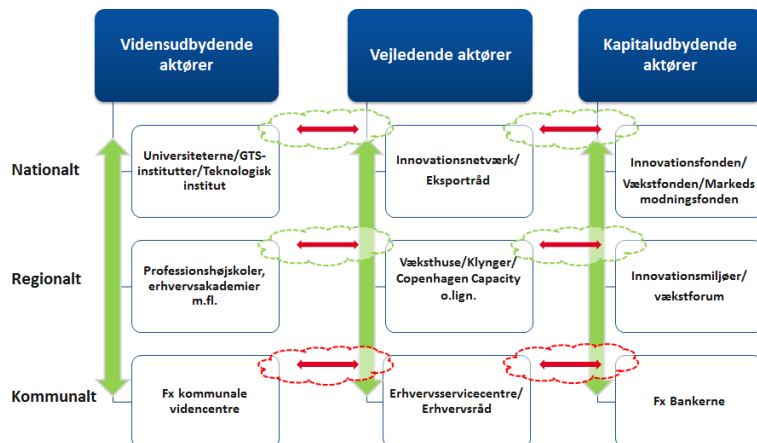 Vidensudbydende
aktører
Vejledende aktører
Kapitaludbydende
aktører
Nationalt
Universiteterne/GTS-
institutter/Teknologisk
institut
Innovationsnetværk/
Eksportråd
Innovationsfonden/
Vækstfonden/Markeds
modningsfonden
Regionalt
Professionshøjskoler,
erhvervsakademier
m.fl.
Væksthuse/Klynger/
Copenhagen Capacity
o.lign.
Innovationsmiljøer/
vækstforum
Kommunalt
Fx kommunale
videncentre
Erhvervsservicecentre/
Erhvervsråd
Fx Bankerne